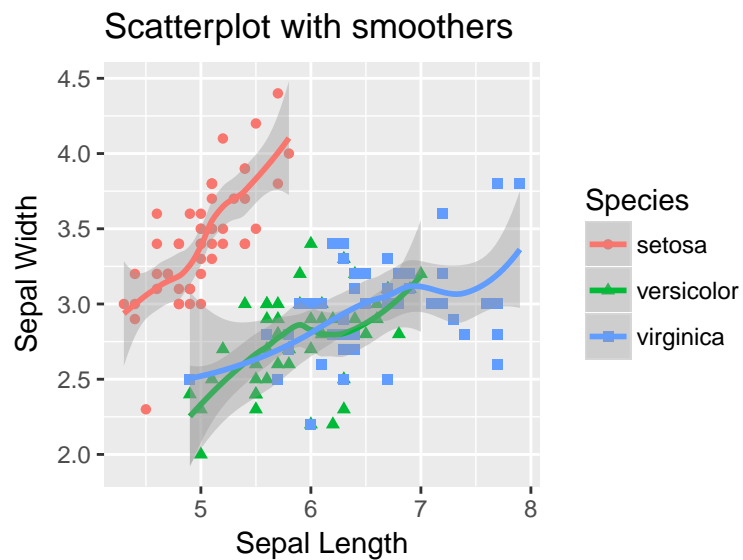 Scatterplot with smoothers
4.5
4.0
3.5
3.0
2.5
2.0
Sepal Width
5 6 7 8
Sepal Length
Species
setosa
versicolor
virginica